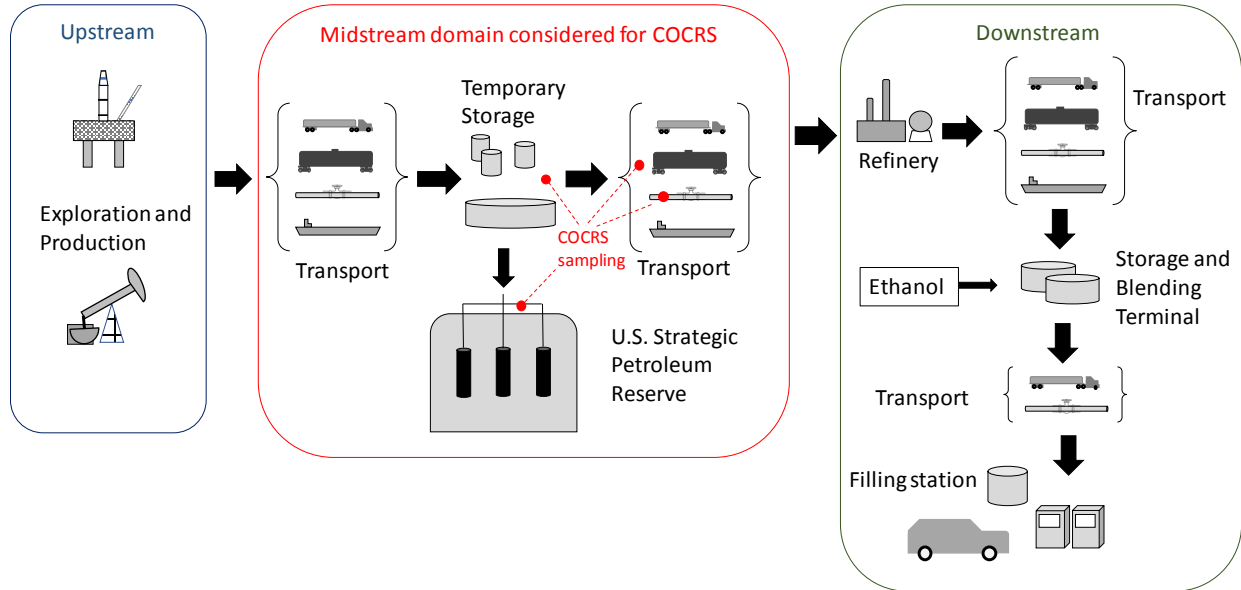 Upstream
Exploration and
Production
Midstream domain considered for COCRS
Temporary
Storage
Transport
COCRS
sampling
Transport
U.S. Strategic
Petroleum
Reserve
Downstream
Refinery
Transport
Ethanol
Storage and
Blending
Terminal
Transport
Filling station